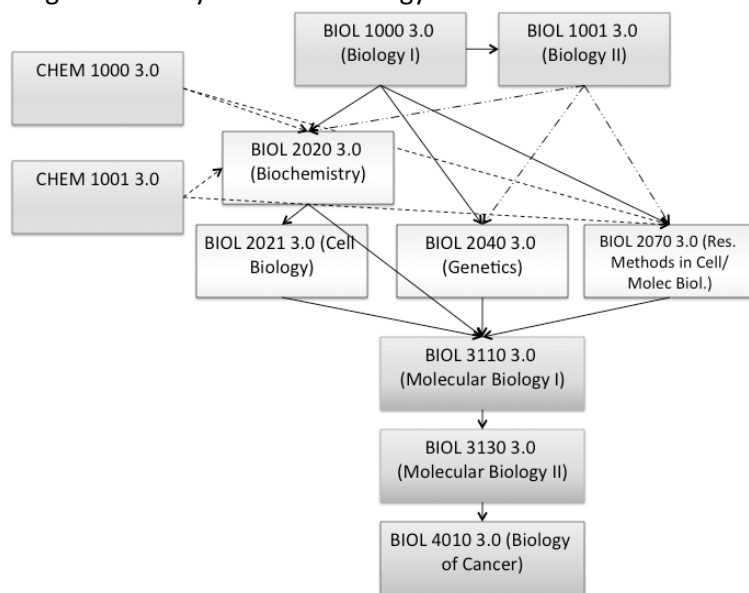 BIOL 1000 3.0
(Biology I)
BIOL 1001 3.0
(Biology II)
CHEM 1000 3.0
BIOL 2020 3.0
(Biochemistry)
CHEM 1001 3.0
BIOL 2021 3.0 (Cell
Biology)
BIOL 2040 3.0
(Genetics)
BIOL 2070 3.0 (Res.
Methods in Cell/
Molec Biol.)
BIOL 3110 3.0
(Molecular Biology I)
BIOL 3130 3.0
(Molecular Biology II)
BIOL 4010 3.0 (Biology
of Cancer)